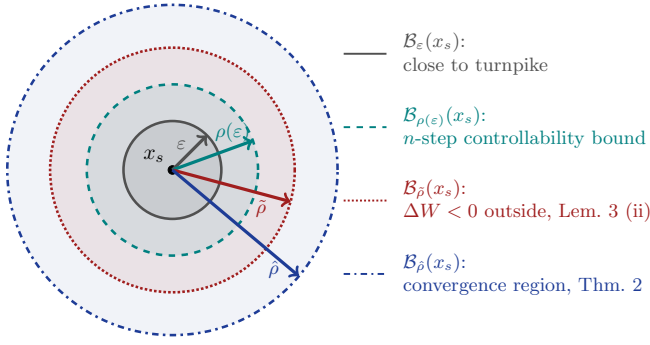 x_s
ε
ρ(ε)
ρ̃
ρ̂
ℬ_ε(x_s):
close to turnpike
ℬ_{ρ(ε)}(x_s):
n-step controllability bound
ℬ_ρ̃(x_s):
ΔW < 0 outside, Lem. 3 (ii)
ℬ_ρ̂(x_s):
convergence region, Thm. 2